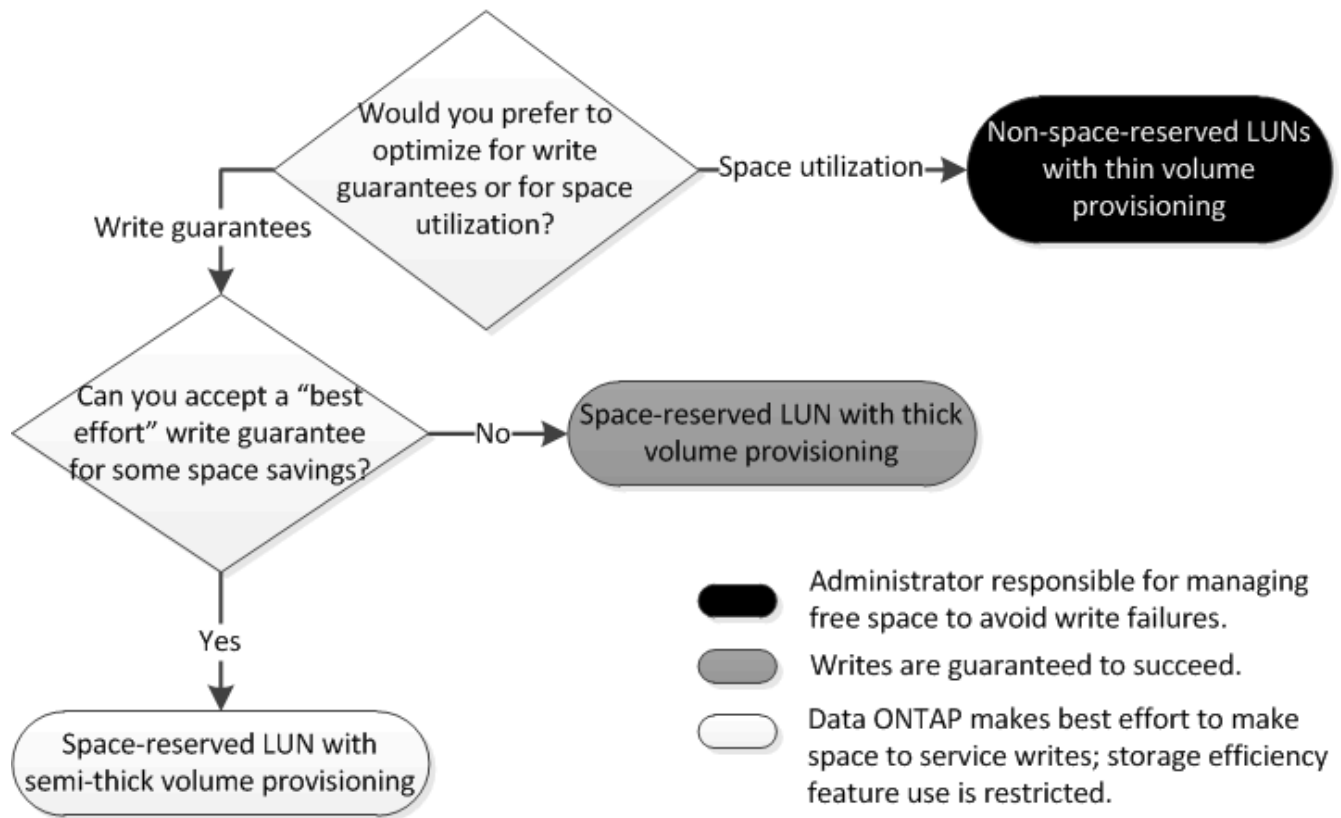 Would you prefer to
optimize for write
guarantees or for space
utilization?
Space utilization
Non-space-reserved LUNs
with thin volume
provisioning
Write guarantees
Can you accept a “best
effort” write guarantee
for some space savings?
No
Space-reserved LUN with thick
volume provisioning
Yes
Space-reserved LUN with
semi-thick volume provisioning
Administrator responsible for managing
free space to avoid write failures.
Writes are guaranteed to succeed.
Data ONTAP makes best effort to make
space to service writes; storage efficiency
feature use is restricted.